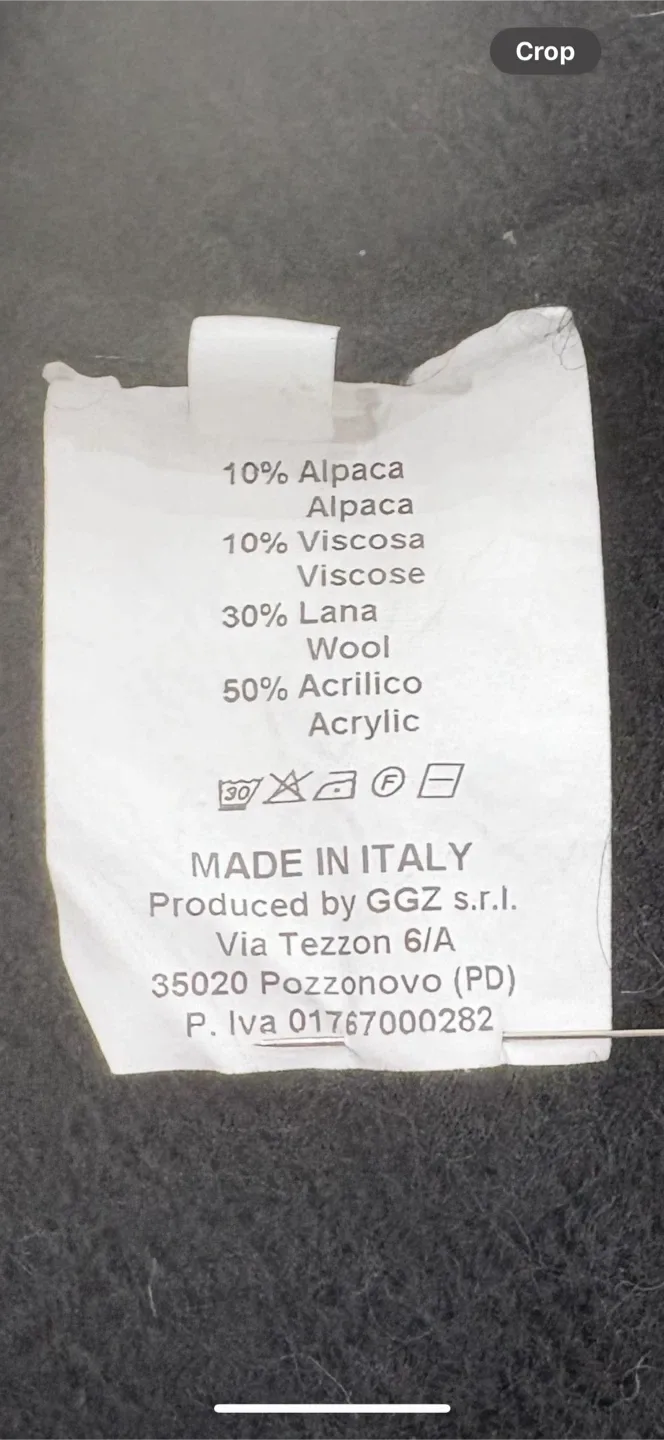 Crop
10% Alpaca
Alpaca
10% Viscosa
Viscose
30% Lana
Wool
50% Acrilico
Acrylic
30 F
MADE IN ITALY
Produced by GGZ s.r.l.
Via Tezzon 6/A
35020 Pozzonovo (PD)
P. Iva 01767000282